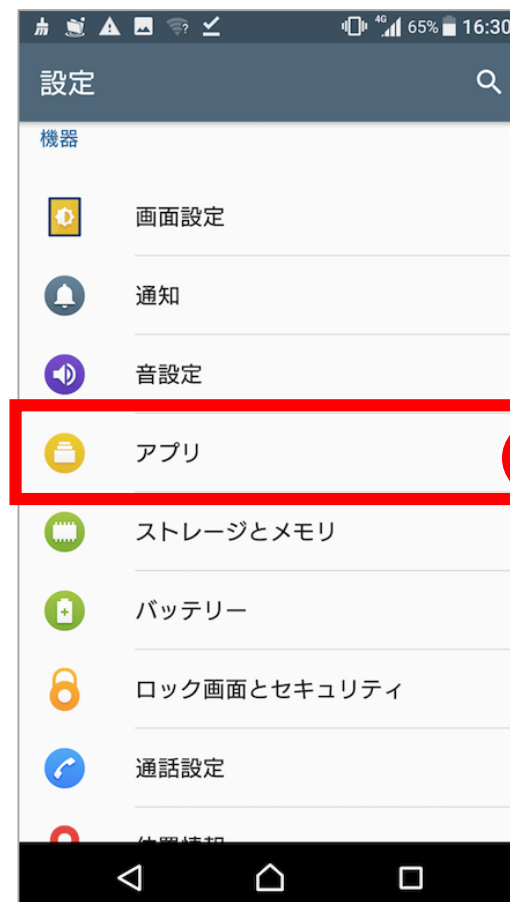 4G 65% 16:30
設定
機器
画面設定
通知
音設定
アプリ
ストレージとメモリ
バッテリー
ロック画面とセキュリティ
通話設定